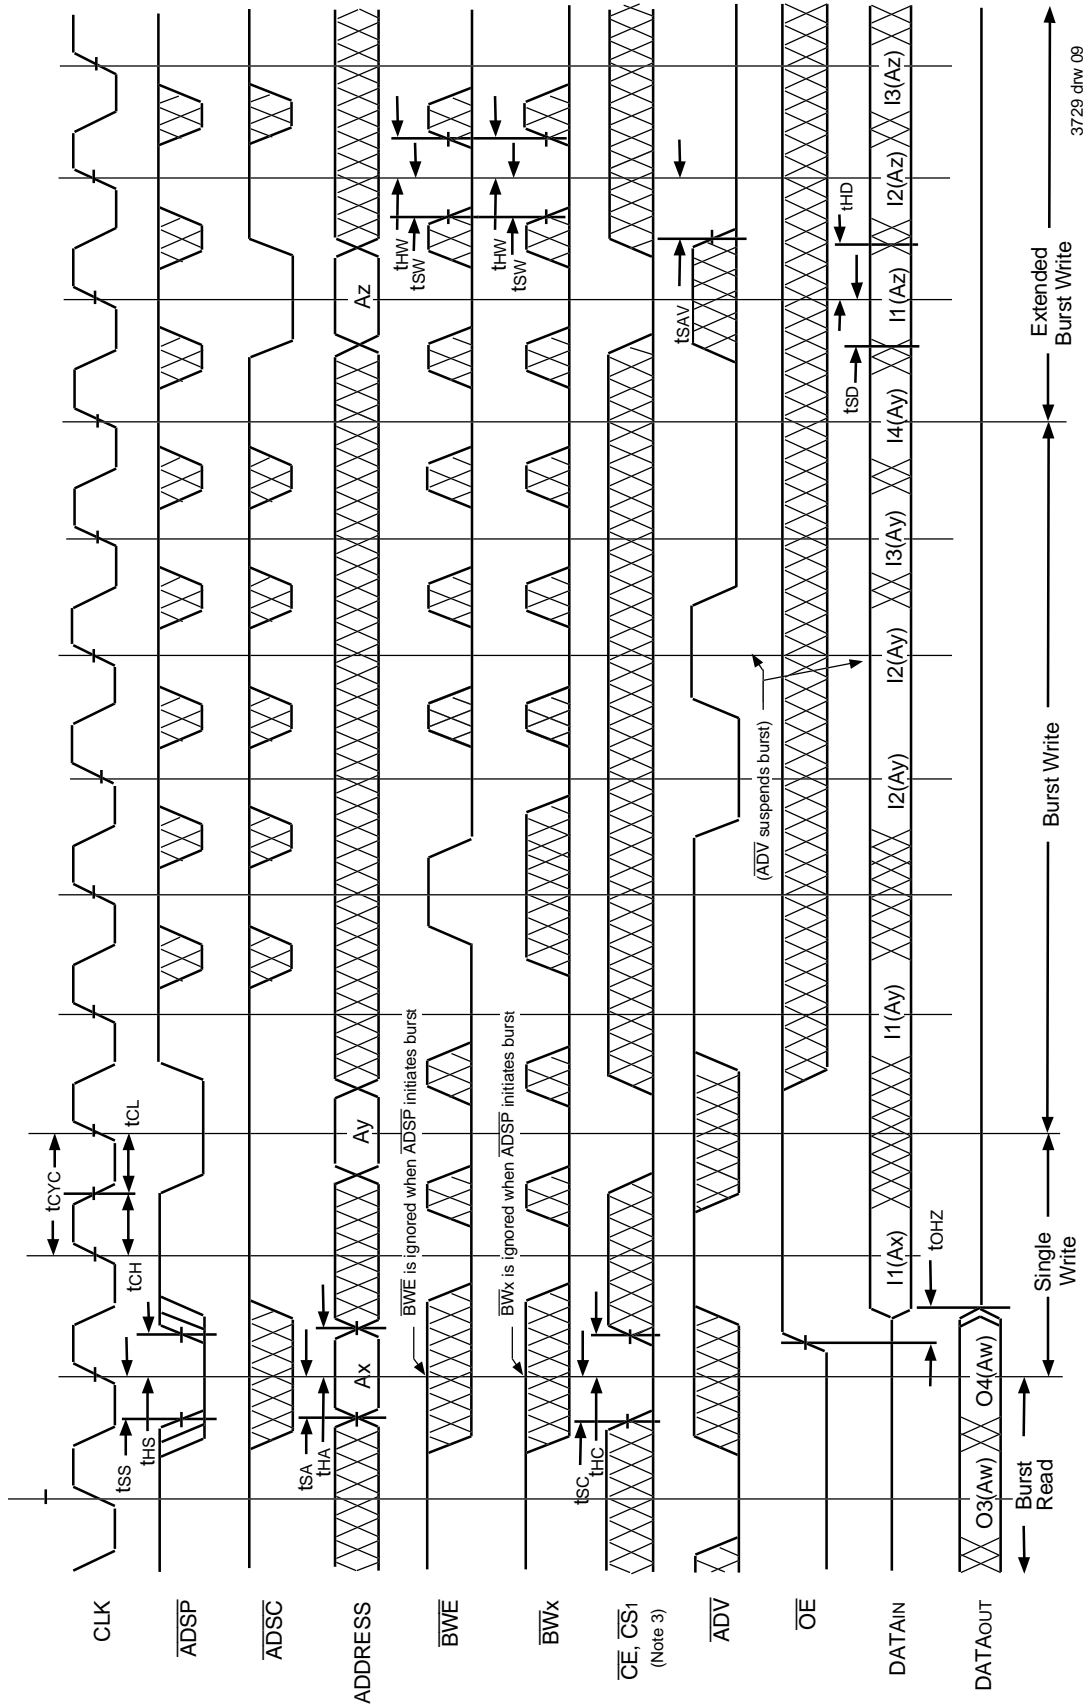 CLK
tCYC
tCH
tCL
ADSP
tSS
tHS
ADSC
ADDRESS
tSA
tHA
Ax
Ay
Az
BWE
BWE is ignored when ADSP initiates burst
tHW
tSW
BWx
BWx is ignored when ADSP initiates burst
tHW
tSW
CE, CS1
(Note 3)
tSC
tHC
ADV
tSAV
(ADV suspends burst)
OE
DATAIN
I1(Ax)
I1(Ay)
I2(Ay)
I2(Ay)
I3(Ay)
I4(Ay)
I1(Az)
I2(Az)
I3(Az)
tSD
tHD
tOHZ
DATAOUT
O3(Aw)
O4(Aw)
Burst
Read
Single
Write
Burst Write
Extended
Burst Write
3729 drw 09